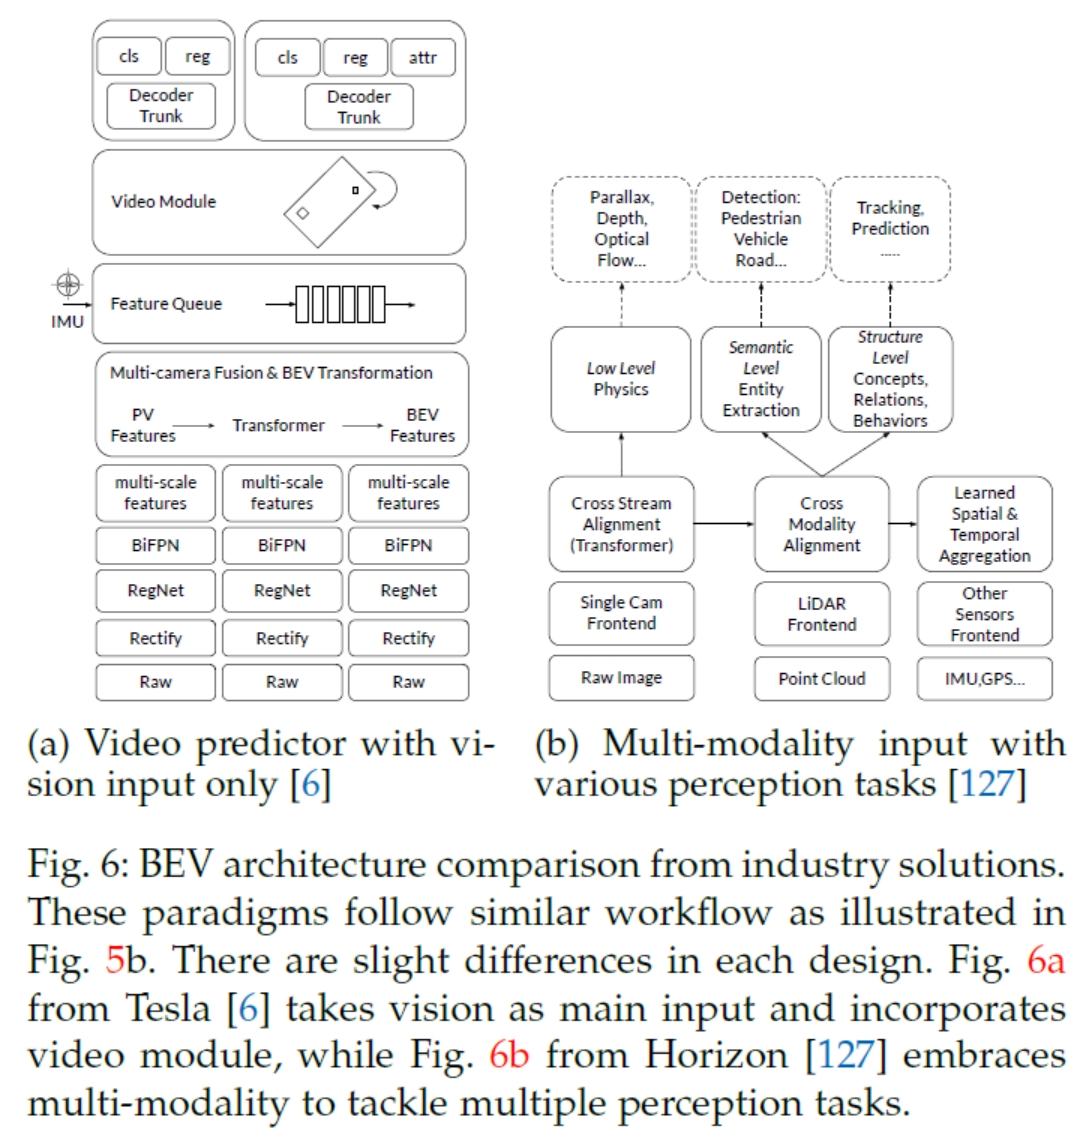 cls
reg
Decoder
Trunk
cls
reg
attr
Decoder
Trunk
Video Module
IMU
Feature Queue
Multi-camera Fusion & BEV Transformation
PV
Features
Transformer
BEV
Features
multi-scale
features
multi-scale
features
multi-scale
features
BiFPN
BiFPN
BiFPN
RegNet
RegNet
RegNet
Rectify
Rectify
Rectify
Raw
Raw
Raw
(a) Video predictor with vi-
sion input only [6]
Parallax,
Depth,
Optical
Flow...
Detection:
Pedestrian
Vehicle
Road...
Tracking,
Prediction
.....
Low Level
Physics
Semantic
Level
Entity
Extraction
Structure
Level
Concepts,
Relations,
Behaviors
Cross Stream
Alignment
(Transformer)
Cross
Modality
Alignment
Learned
Spatial &
Temporal
Aggregation
Single Cam
Frontend
LiDAR
Frontend
Other
Sensors
Frontend
Raw Image
Point Cloud
IMU,GPS...
(b) Multi-modality input with
various perception tasks [127]
Fig. 6: BEV architecture comparison from industry solutions.
These paradigms follow similar workflow as illustrated in
Fig. 5b. There are slight differences in each design. Fig. 6a
from Tesla [6] takes vision as main input and incorporates
video module, while Fig. 6b from Horizon [127] embraces
multi-modality to tackle multiple perception tasks.